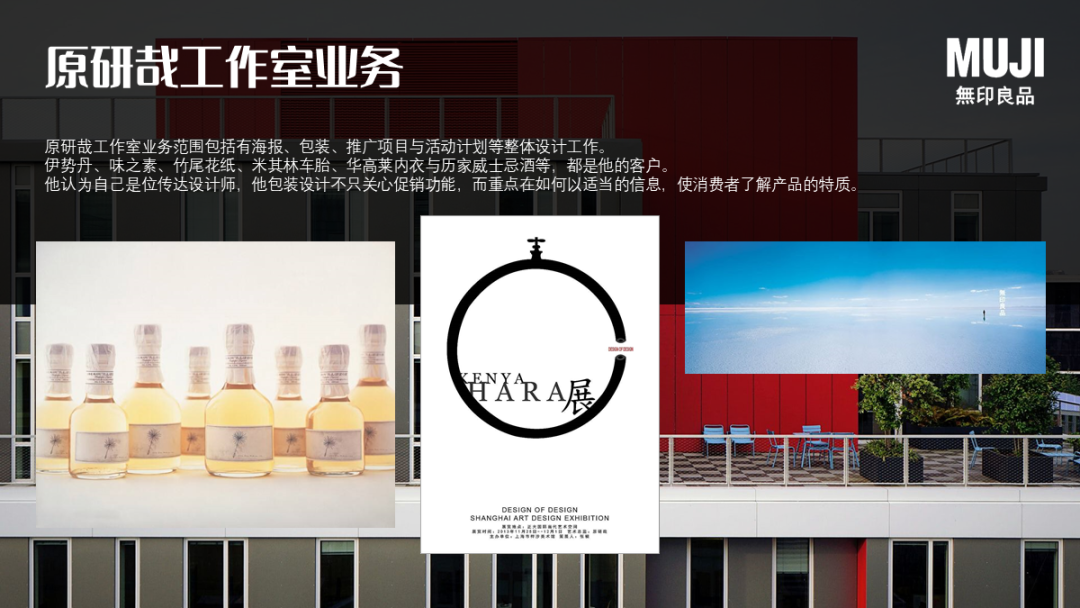 原研哉工作室业务
MUJI
無印良品
原研哉工作室业务范围包括有海报、包装、推广项目与活动计划等整体设计工作。
伊势丹、味之素、竹尾花纸、米其林车胎、华高莱内衣与历家威士忌酒等，都是他的客户。
他认为自己是位传达设计师，他包装设计不只关心促销功能，而重点在如何以适当的信息，使消费者了解产品的特质。
無印良品
DESIGN OF DESIGN
KENYA
HARA展
DESIGN OF DESIGN
SHANGHAI ART DESIGN EXHIBITION